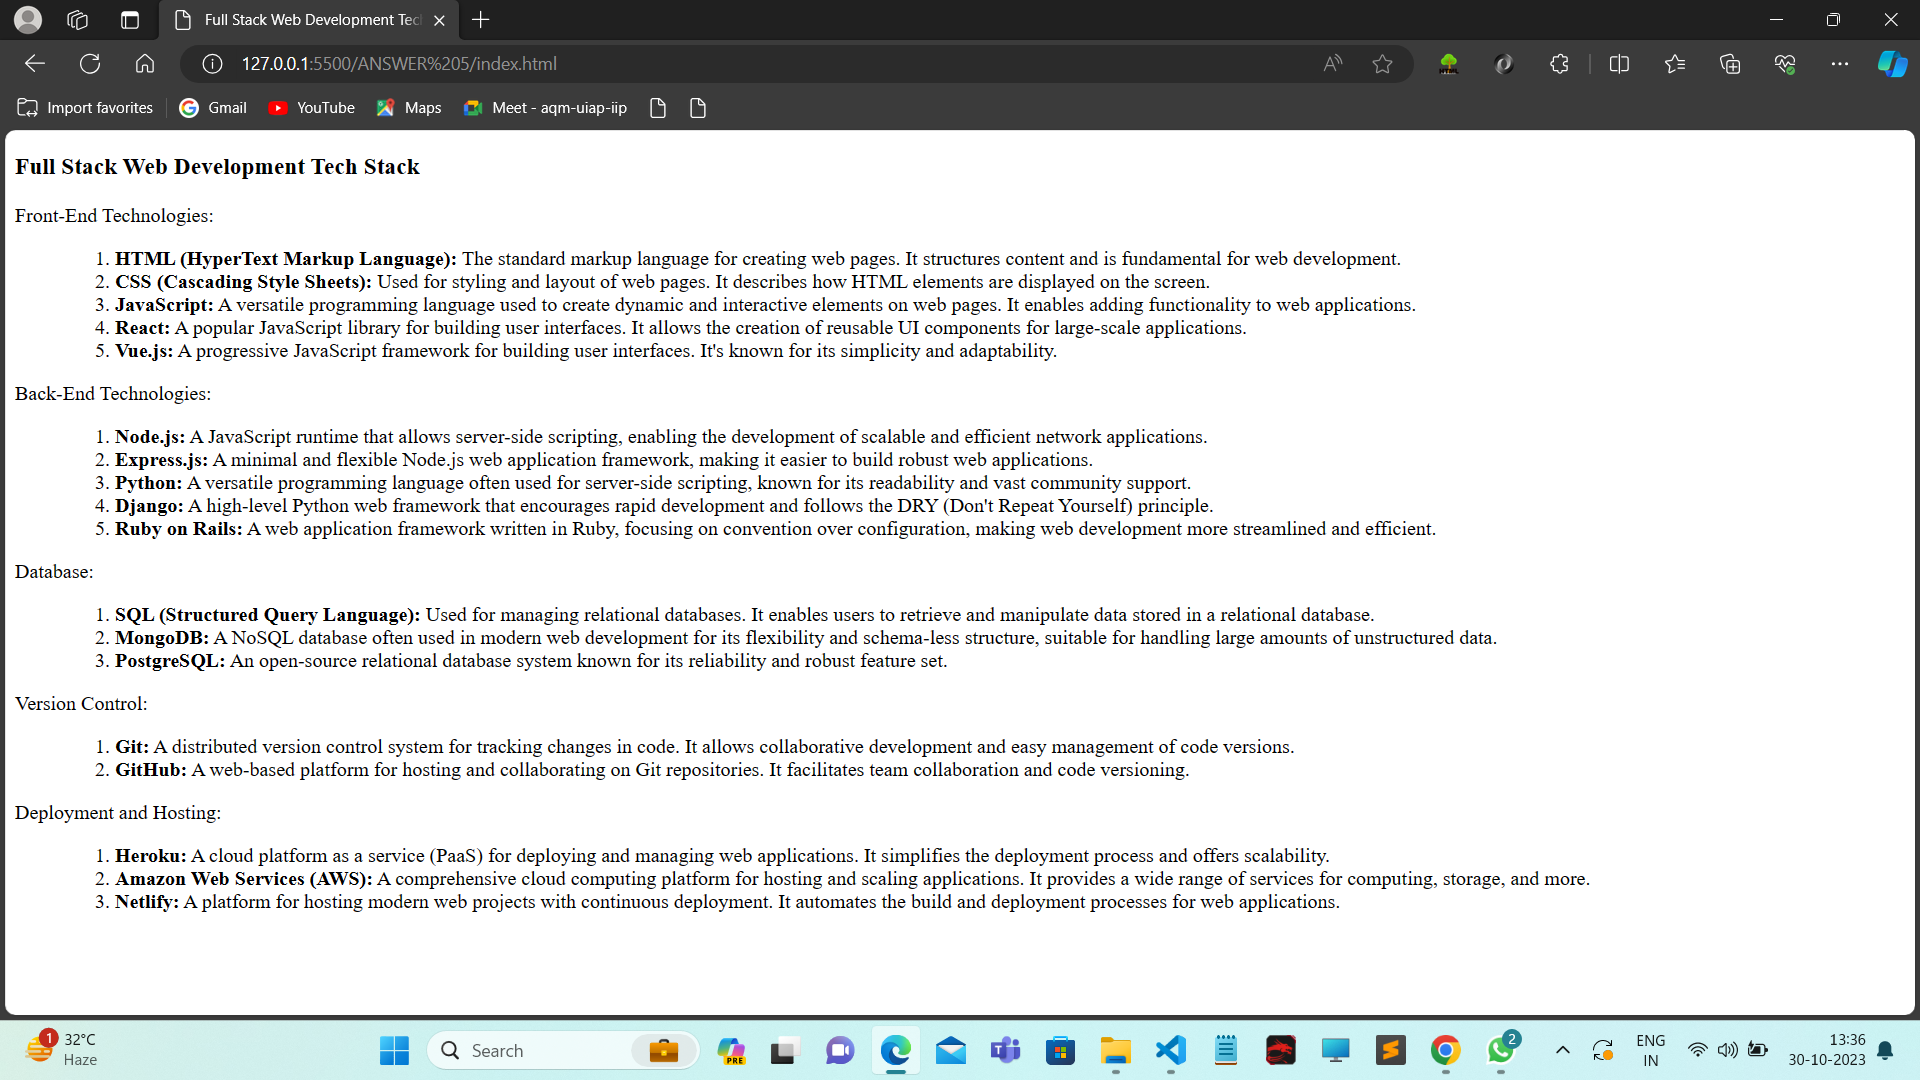 Full Stack Web Development Tec
127.0.0.1:5500/ANSWER%205/index.html
Import favorites Gmail YouTube Maps Meet - aqm-uiap-iip
Full Stack Web Development Tech Stack
Front-End Technologies:
1. HTML (HyperText Markup Language): The standard markup language for creating web pages. It structures content and is fundamental for web development.
2. CSS (Cascading Style Sheets): Used for styling and layout of web pages. It describes how HTML elements are displayed on the screen.
3. JavaScript: A versatile programming language used to create dynamic and interactive elements on web pages. It enables adding functionality to web applications.
4. React: A popular JavaScript library for building user interfaces. It allows the creation of reusable UI components for large-scale applications.
5. Vue.js: A progressive JavaScript framework for building user interfaces. It's known for its simplicity and adaptability.
Back-End Technologies:
1. Node.js: A JavaScript runtime that allows server-side scripting, enabling the development of scalable and efficient network applications.
2. Express.js: A minimal and flexible Node.js web application framework, making it easier to build robust web applications.
3. Python: A versatile programming language often used for server-side scripting, known for its readability and vast community support.
4. Django: A high-level Python web framework that encourages rapid development and follows the DRY (Don't Repeat Yourself) principle.
5. Ruby on Rails: A web application framework written in Ruby, focusing on convention over configuration, making web development more streamlined and efficient.
Database:
1. SQL (Structured Query Language): Used for managing relational databases. It enables users to retrieve and manipulate data stored in a relational database.
2. MongoDB: A NoSQL database often used in modern web development for its flexibility and schema-less structure, suitable for handling large amounts of unstructured data.
3. PostgreSQL: An open-source relational database system known for its reliability and robust feature set.
Version Control:
1. Git: A distributed version control system for tracking changes in code. It allows collaborative development and easy management of code versions.
2. GitHub: A web-based platform for hosting and collaborating on Git repositories. It facilitates team collaboration and code versioning.
Deployment and Hosting:
1. Heroku: A cloud platform as a service (PaaS) for deploying and managing web applications. It simplifies the deployment process and offers scalability.
2. Amazon Web Services (AWS): A comprehensive cloud computing platform for hosting and scaling applications. It provides a wide range of services for computing, storage, and more.
3. Netlify: A platform for hosting modern web projects with continuous deployment. It automates the build and deployment processes for web applications.
1 32°C
Haze
Search
PRE
2
ENG
IN
13:36
30-10-2023